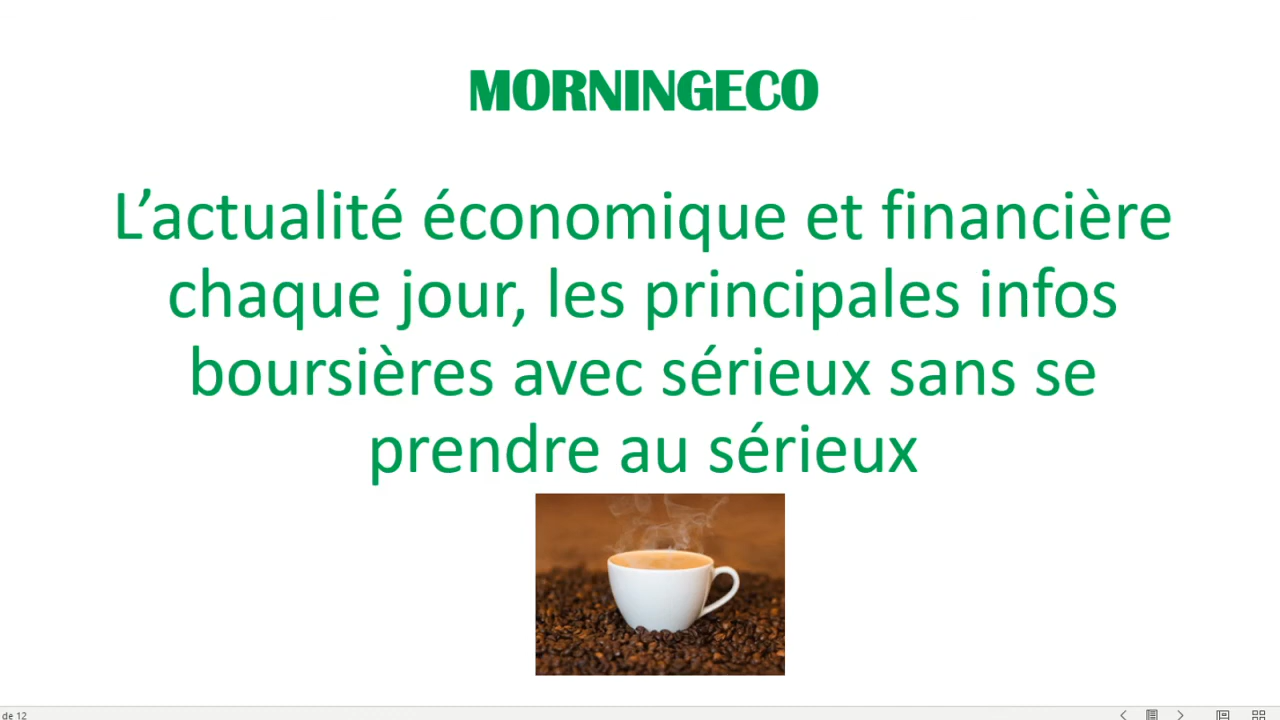 MORNINGECO
L’actualité économique et financière
chaque jour, les principales infos
boursières avec sérieux sans se
prendre au sérieux
de 12